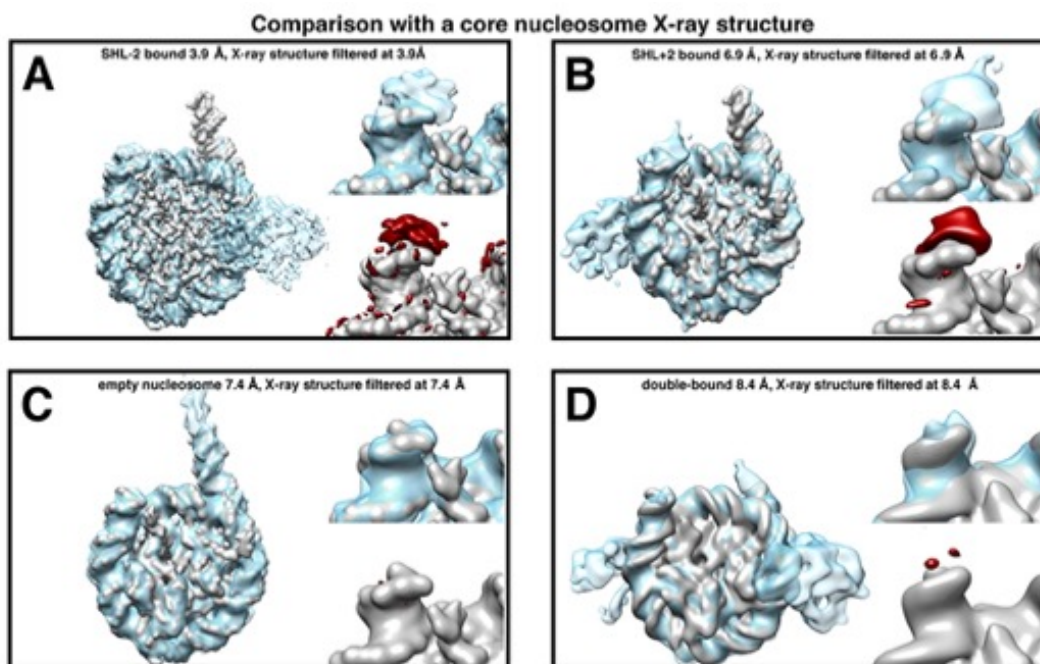 Comparison with a core nucleosome X-ray structure
A
SHL-2 bound 3.9 Å, X-ray structure filtered at 3.9Å
B
SHL+2 bound 6.9 Å, X-ray structure filtered at 6.9 Å
C
empty nucleosome 7.4 Å, X-ray structure filtered at 7.4 Å
D
double-bound 8.4 Å, X-ray structure filtered at 8.4 Å